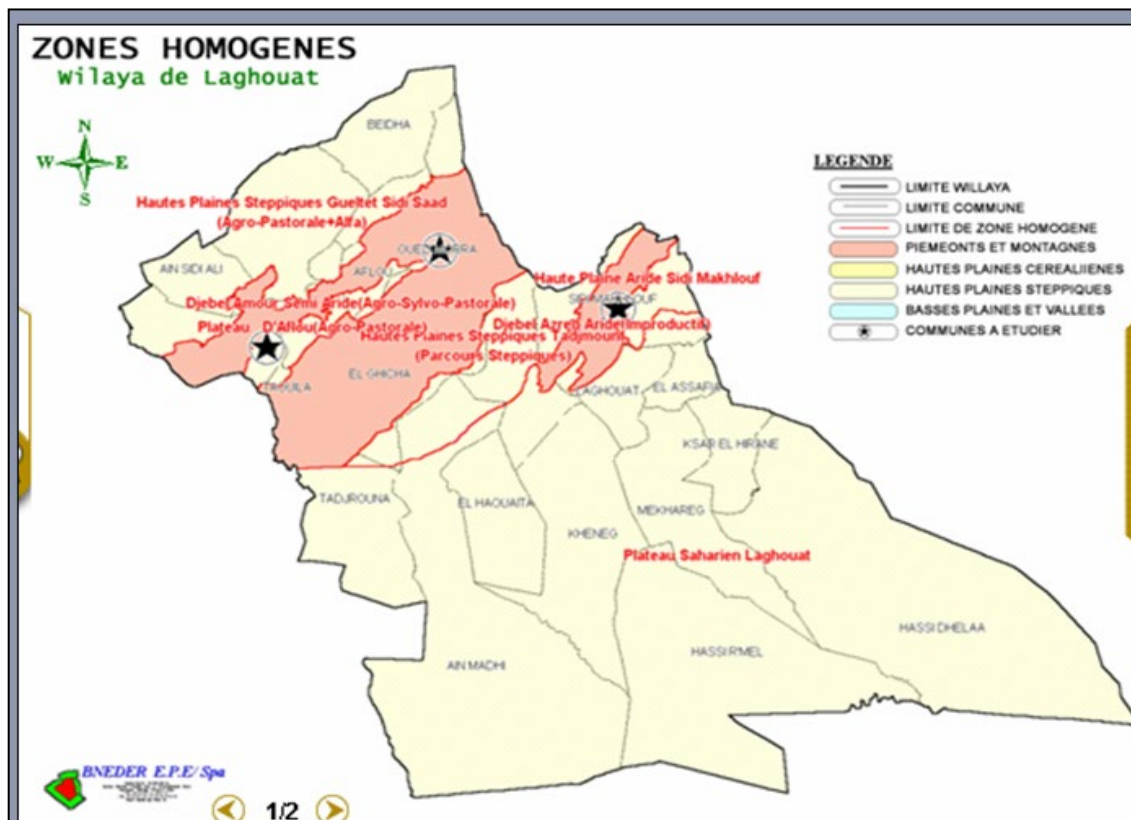 ZONES HOMOGENES
Wilaya de Laghouat
N
W E
S
LEGENDE
LIMITE WILLAYA
LIMITE COMMUNE
LIMITE DE ZONE HOMOGENE
PIEMEONTS ET MONTAGNES
HAUTES PLAINES CEREALIIENES
HAUTES PLAINES STEPPIQUES
BASSES PLAINES ET VALLEES
COMMUNES A ETUDIER
BEIDHA
Hautes Plaines Steppiques Gueltet Sidi Saad
(Agro-Pastorale+Alfa)
AIN SIDI ALI
AFLOU
Haute Plaine Aride Sidi Makhlouf
Djebel Amour Semi Aride(Agro-Sylvo-Pastorale)
Plateau D'Aflou(Agro-Pastorale)
Djebel Azreg Aride(Improductif)
Hautes Plaines Steppiques Tadjmount
(Parcours Steppiques)
EL GHICHA
TAOUILA
LAGHOUAT
EL ASSAFIA
KSAR EL HIRANE
TADJROUNA
EL HAOUAITA
MEKHAREG
KHENEG
Plateau Saharien Laghouat
HASSI DHELAA
HASSI R'MEL
AIN MADHI
BNEDER E.P.E/Spa
1/2